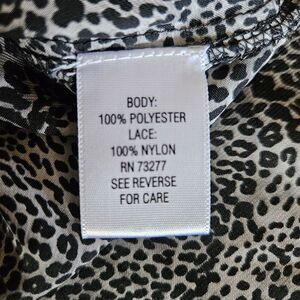 BODY:
100% POLYESTER
LACE:
100% NYLON
RN 73277
SEE REVERSE
FOR CARE